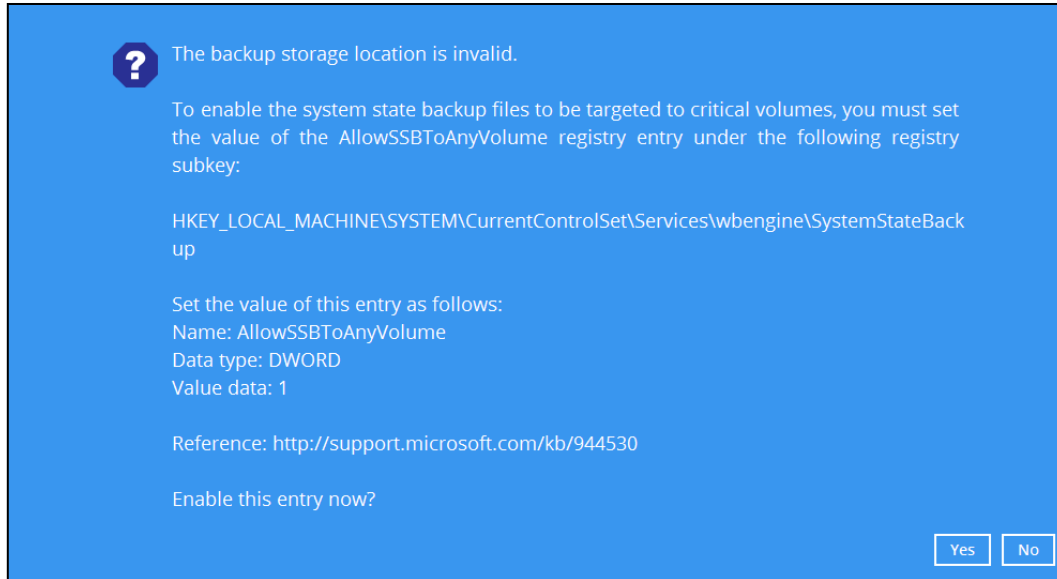 ?
The backup storage location is invalid.
To enable the system state backup files to be targeted to critical volumes, you must set
the value of the AllowSSBToAnyVolume registry entry under the following registry
subkey:
HKEY_LOCAL_MACHINE\SYSTEM\CurrentControlSet\Services\wbengine\SystemStateBack
up
Set the value of this entry as follows:
Name: AllowSSBToAnyVolume
Data type: DWORD
Value data: 1
Reference: http://support.microsoft.com/kb/944530
Enable this entry now?
Yes No